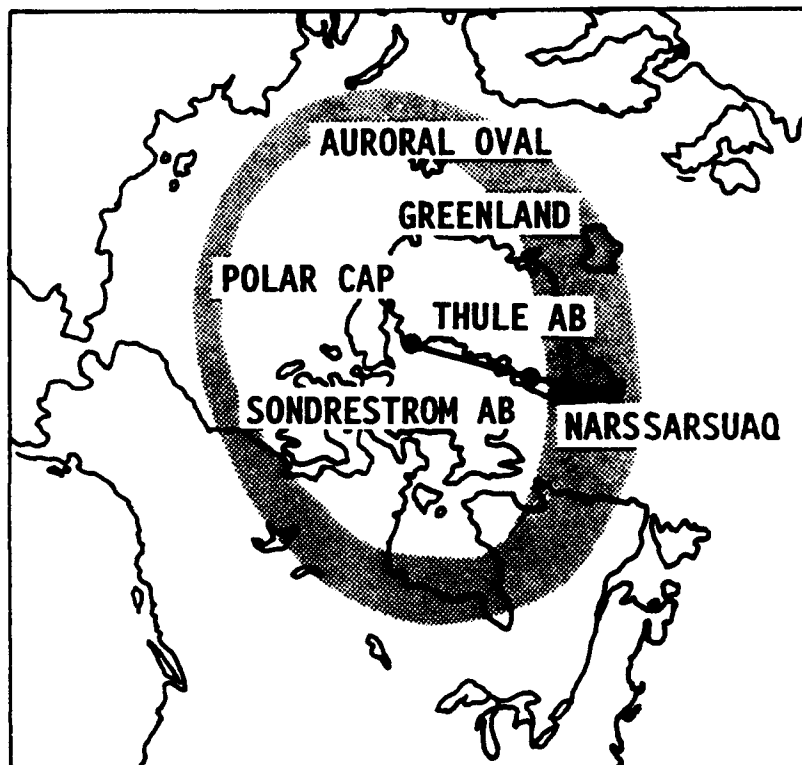 AURORAL OVAL
GREENLAND
POLAR CAP
THULE AB
SONDRESTROM AB
NARSSARSUAQ